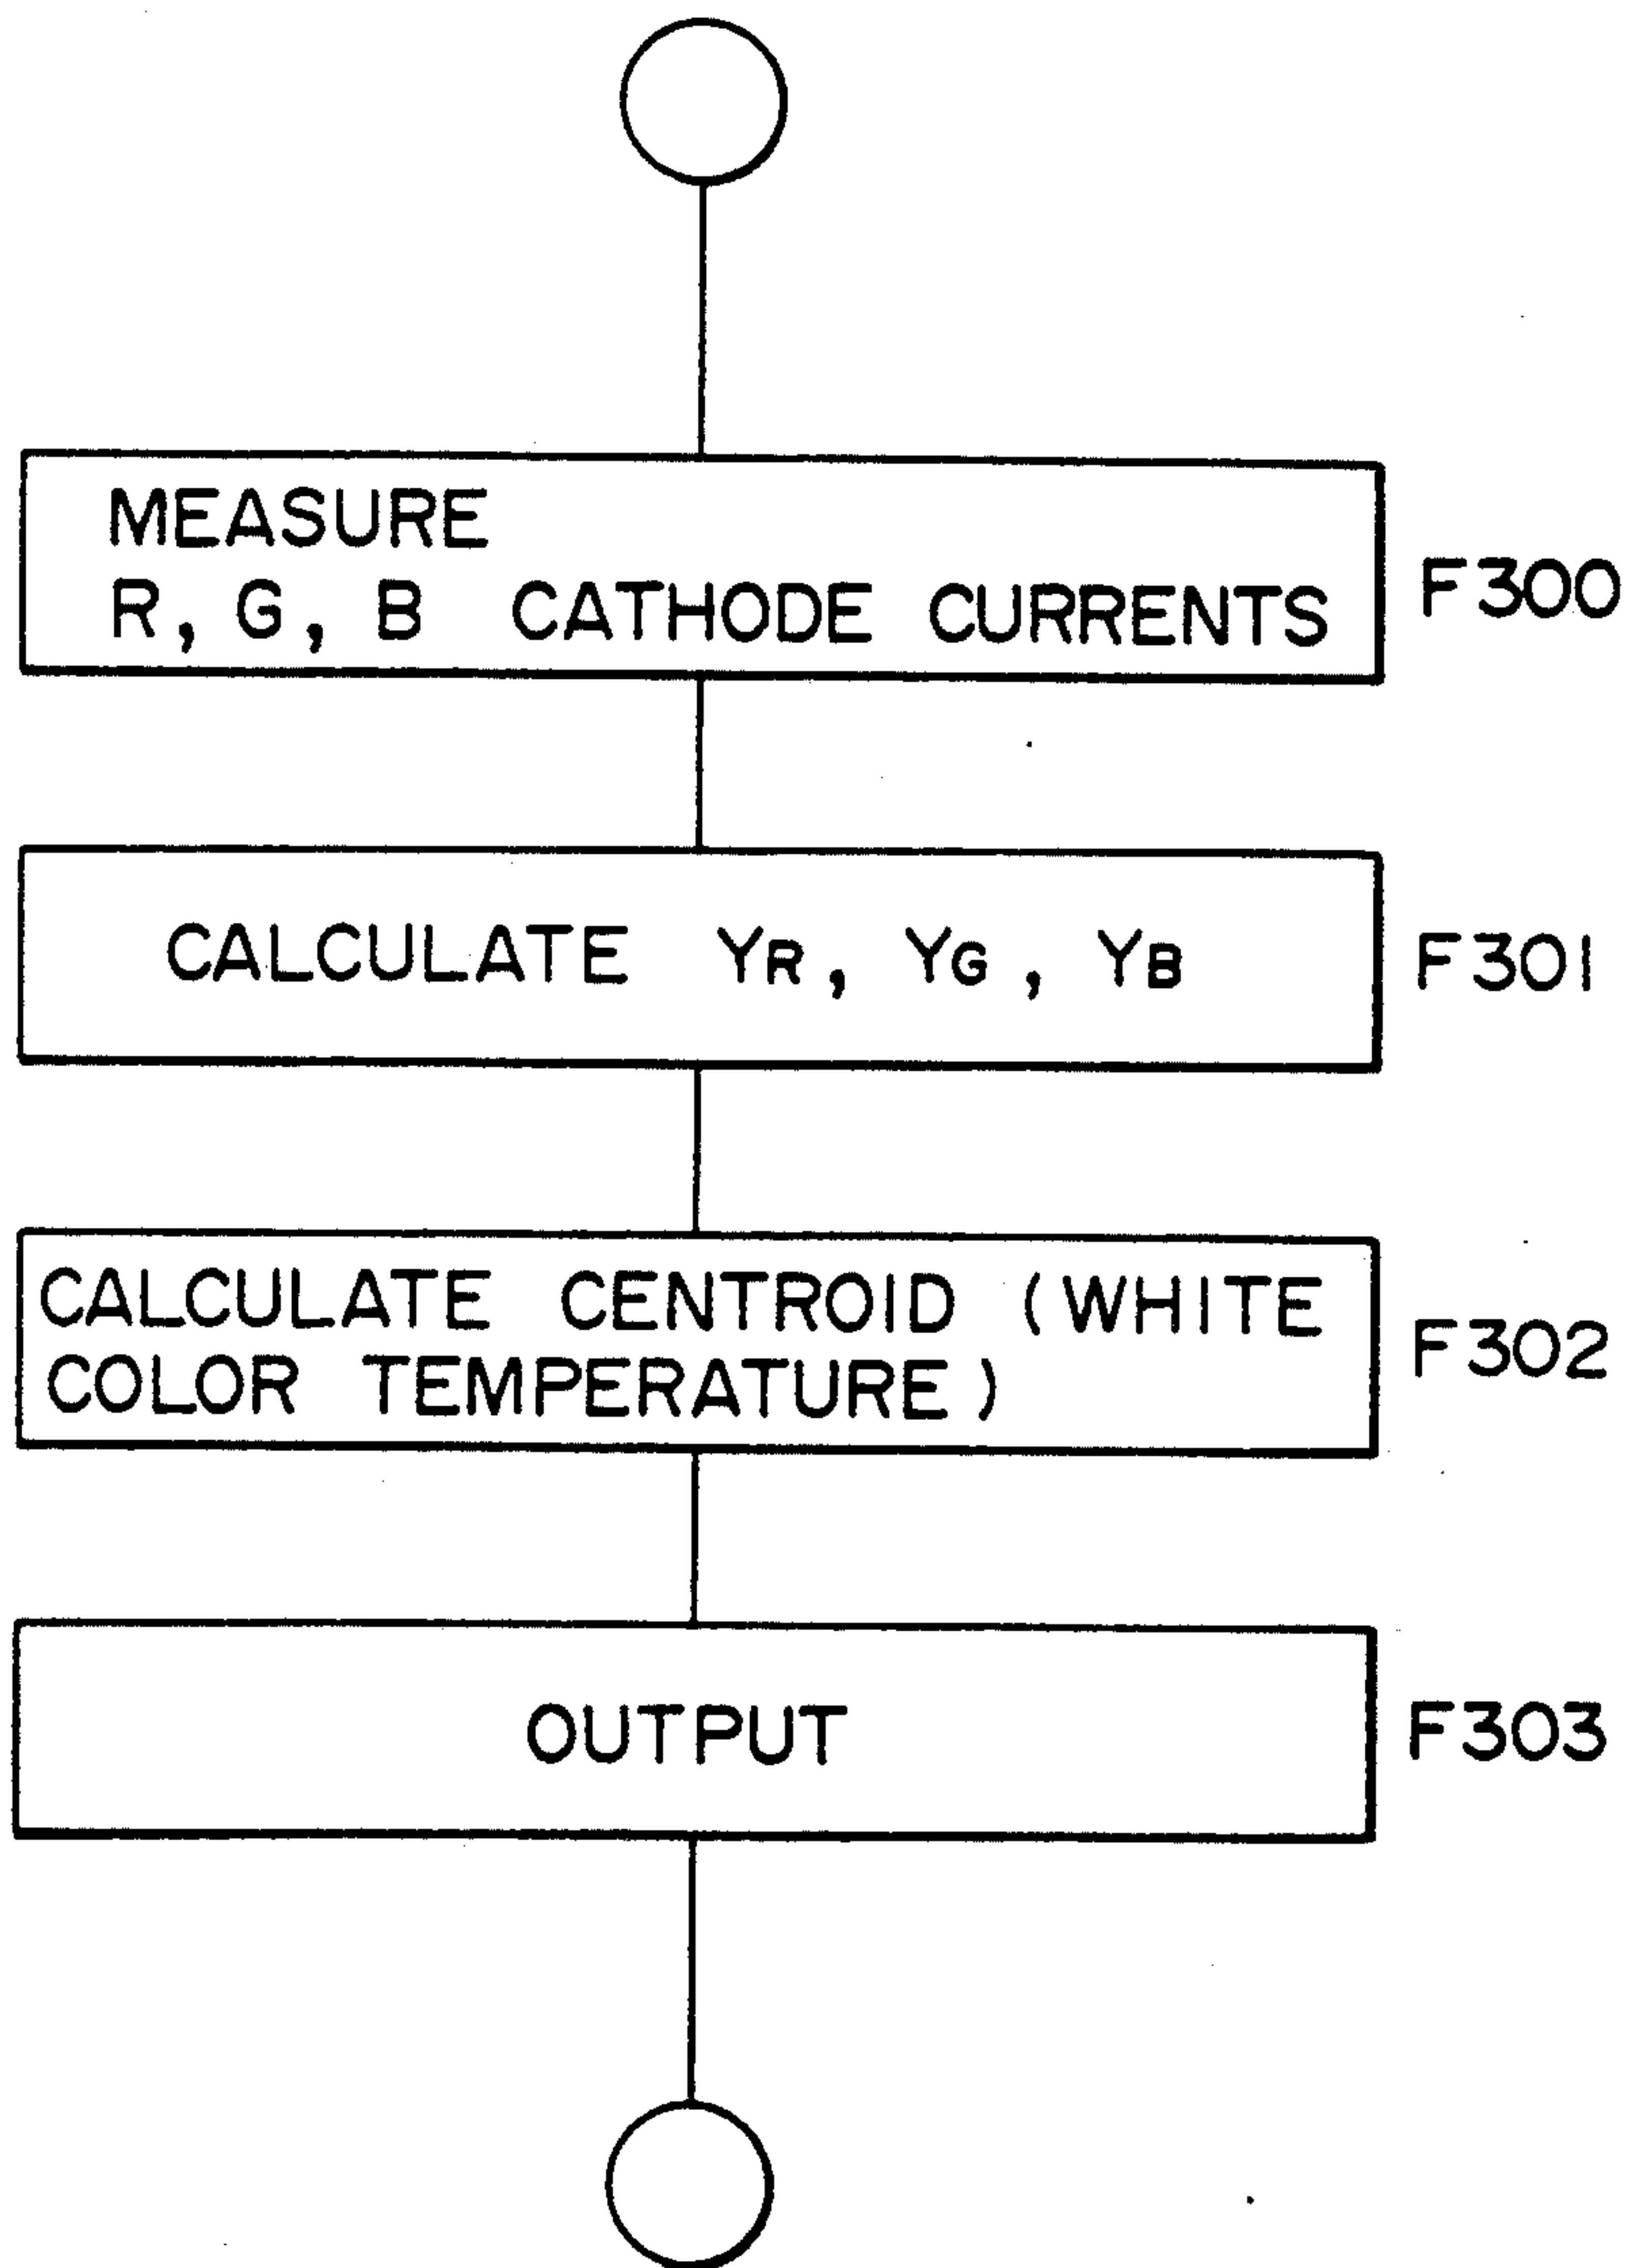 MEASURE
R, G, B CATHODE CURRENTS
F300
CALCULATE YR, YG, YB
F301
CALCULATE CENTROID (WHITE
COLOR TEMPERATURE)
F302
OUTPUT
F303